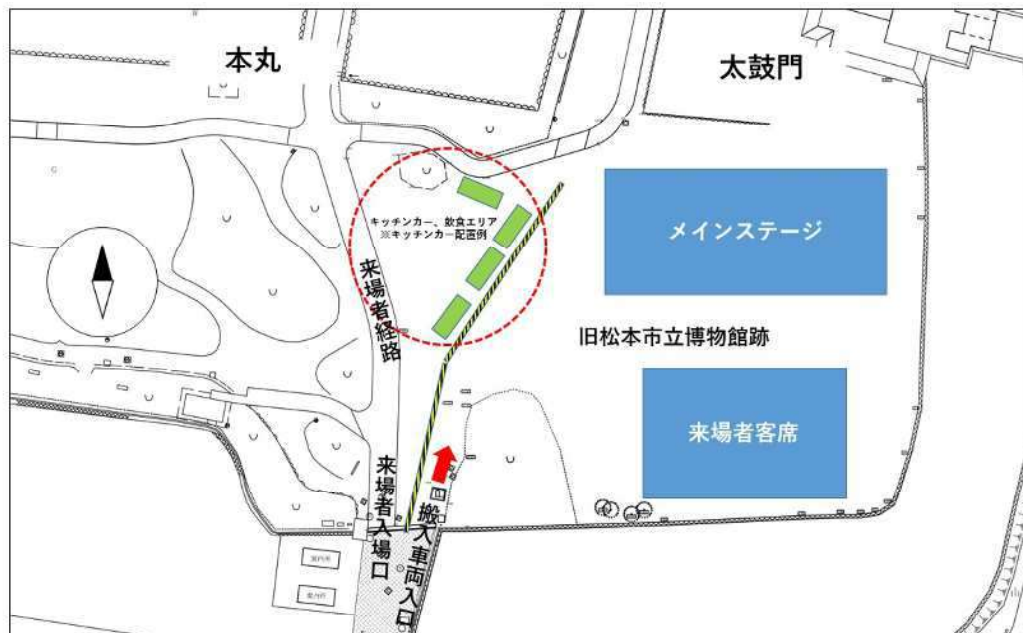 本丸
太鼓門
キッチンカー、飲食エリア
※キッチンカー配置例
メインステージ
来場者経路
旧松本市立博物館跡
来場者客席
来場者入場口
搬入車両入口